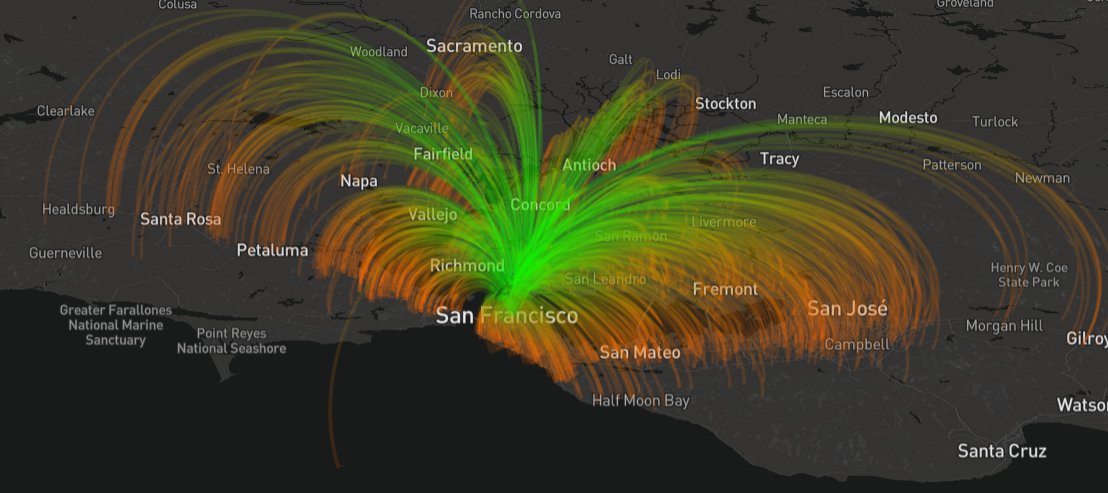 Colusa
Rancho Cordova
Groveland
Woodland
Sacramento
Galt
Lodi
Dixon
Escalon
Clearlake
Stockton
Manteca
Modesto
Turlock
Vacaville
Fairfield
Antioch
Tracy
St. Helena
Patterson
Napa
Newman
Healdsburg
Santa Rosa
Vallejo
Concord
Livermore
Petaluma
San Ramon
Guerneville
Richmond
San Leandro
Henry W. Coe
State Park
Fremont
Greater Farallones
National Marine
Sanctuary
San Francisco
San José
Point Reyes
National Seashore
Morgan Hill
Gilroy
San Mateo
Campbell
Half Moon Bay
Watso
Santa Cruz